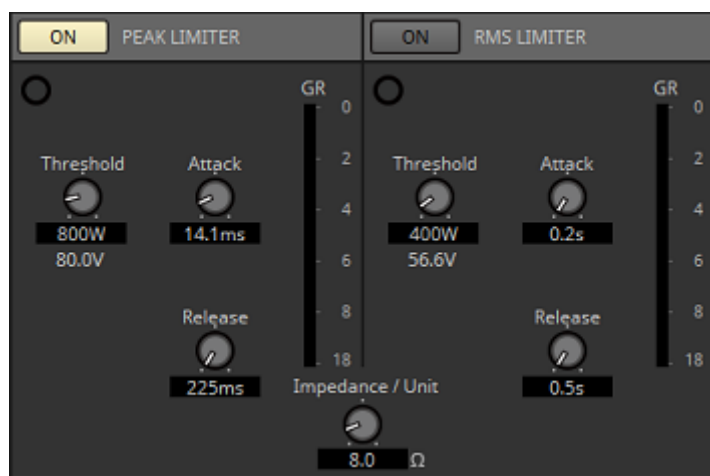 ON PEAK LIMITER
GR
0
Threshold Attack
2
4
800W 14.1ms
80.0V
6
Release
8
18
225ms
ON RMS LIMITER
GR
0
Threshold Attack
2
4
400W 0.2s
56.6V
6
Release
8
18
0.5s
Impedance / Unit
8.0 Ω